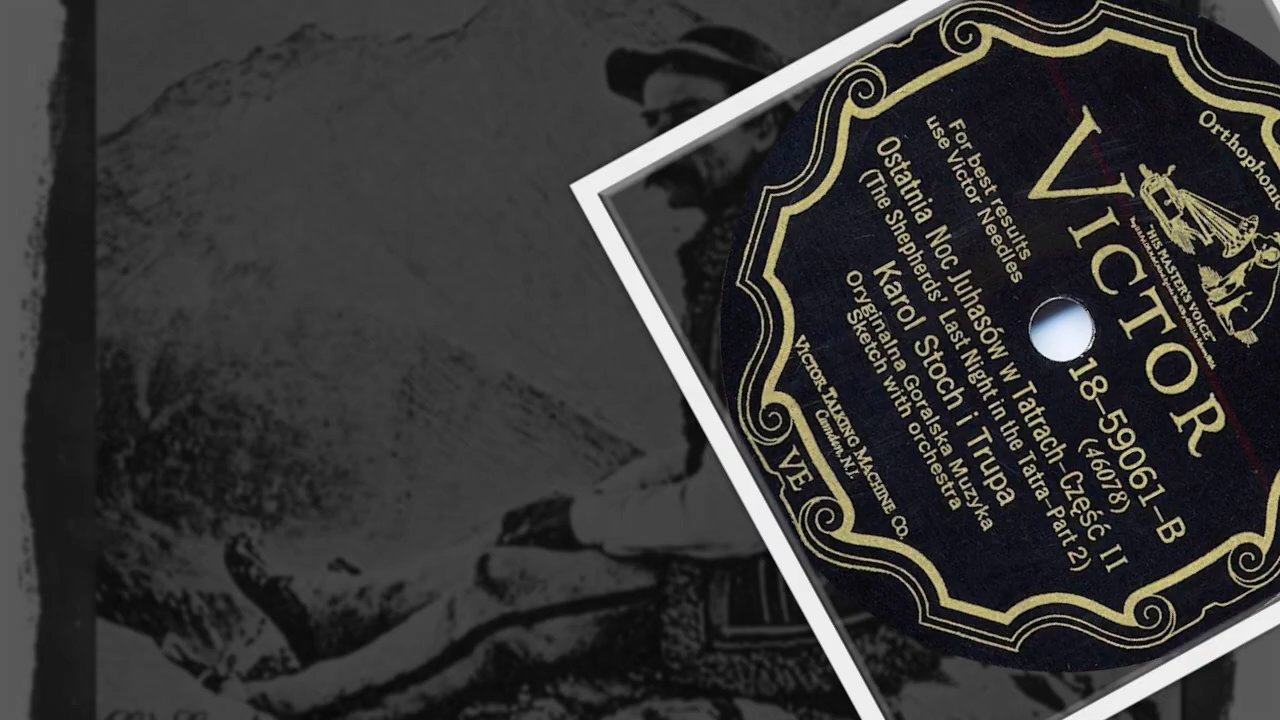 Orthophon
VICTOR
"HIS MASTER'S VOICE"
For best results
use Victor Needles
18-59061-B
(46078)
Ostatnia Noc Juhasów w Tatrach-Część II
(The Shepherds' Last Night in the Tatra-Part 2)
Karol Stoch i Trupa
Oryginalna Goralska Muzyka
Sketch with orchestra
VICTOR TALKING MACHINE CO.
Camden, N.J.
VE